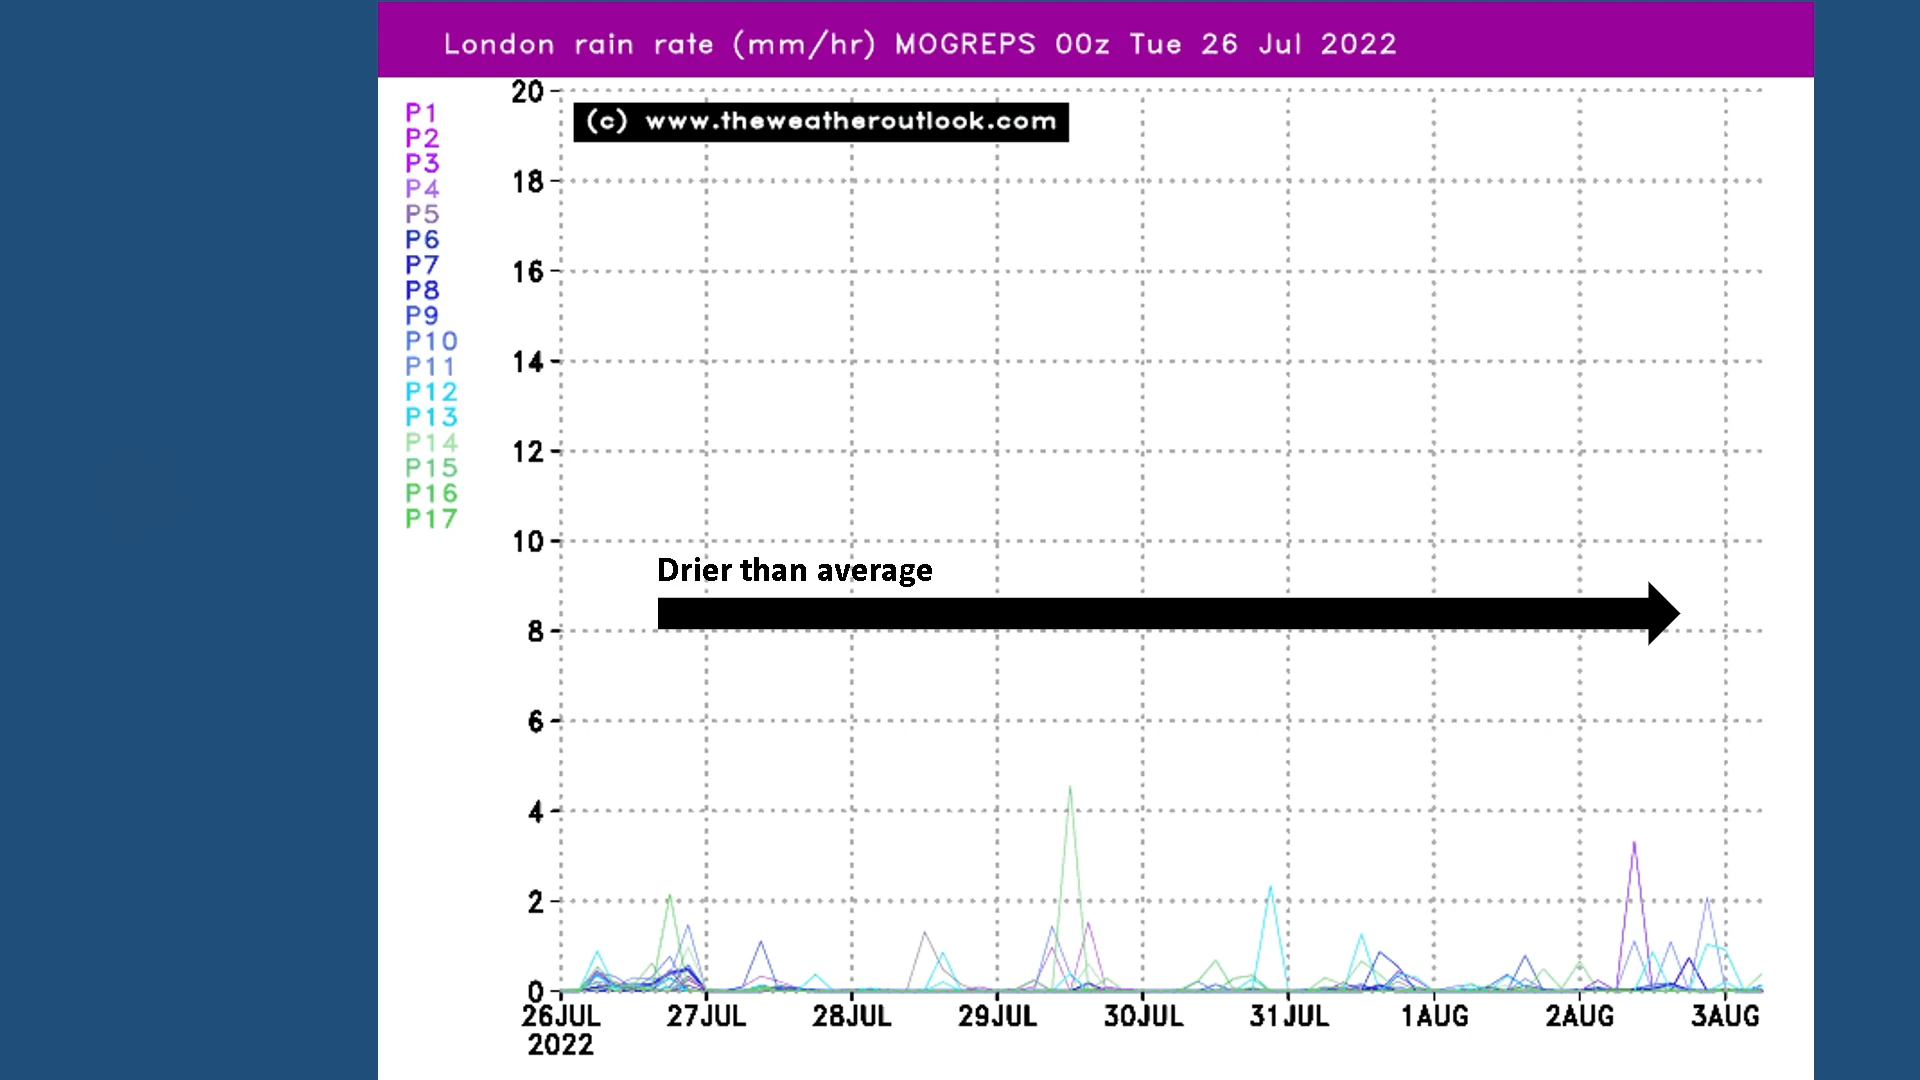 London rain rate (mm/hr) MOGREPS 00z Tue 26 Jul 2022
(c) www.theweatheroutlook.com
P1
P2
P3
P4
P5
P6
P7
P8
P9
P10
P11
P12
P13
P14
P15
P16
P17
20
18
16
14
12
10
8
6
4
2
0
Drier than average
26JUL 27JUL 28JUL 29JUL 30JUL 31JUL 1AUG 2AUG 3AUG
2022